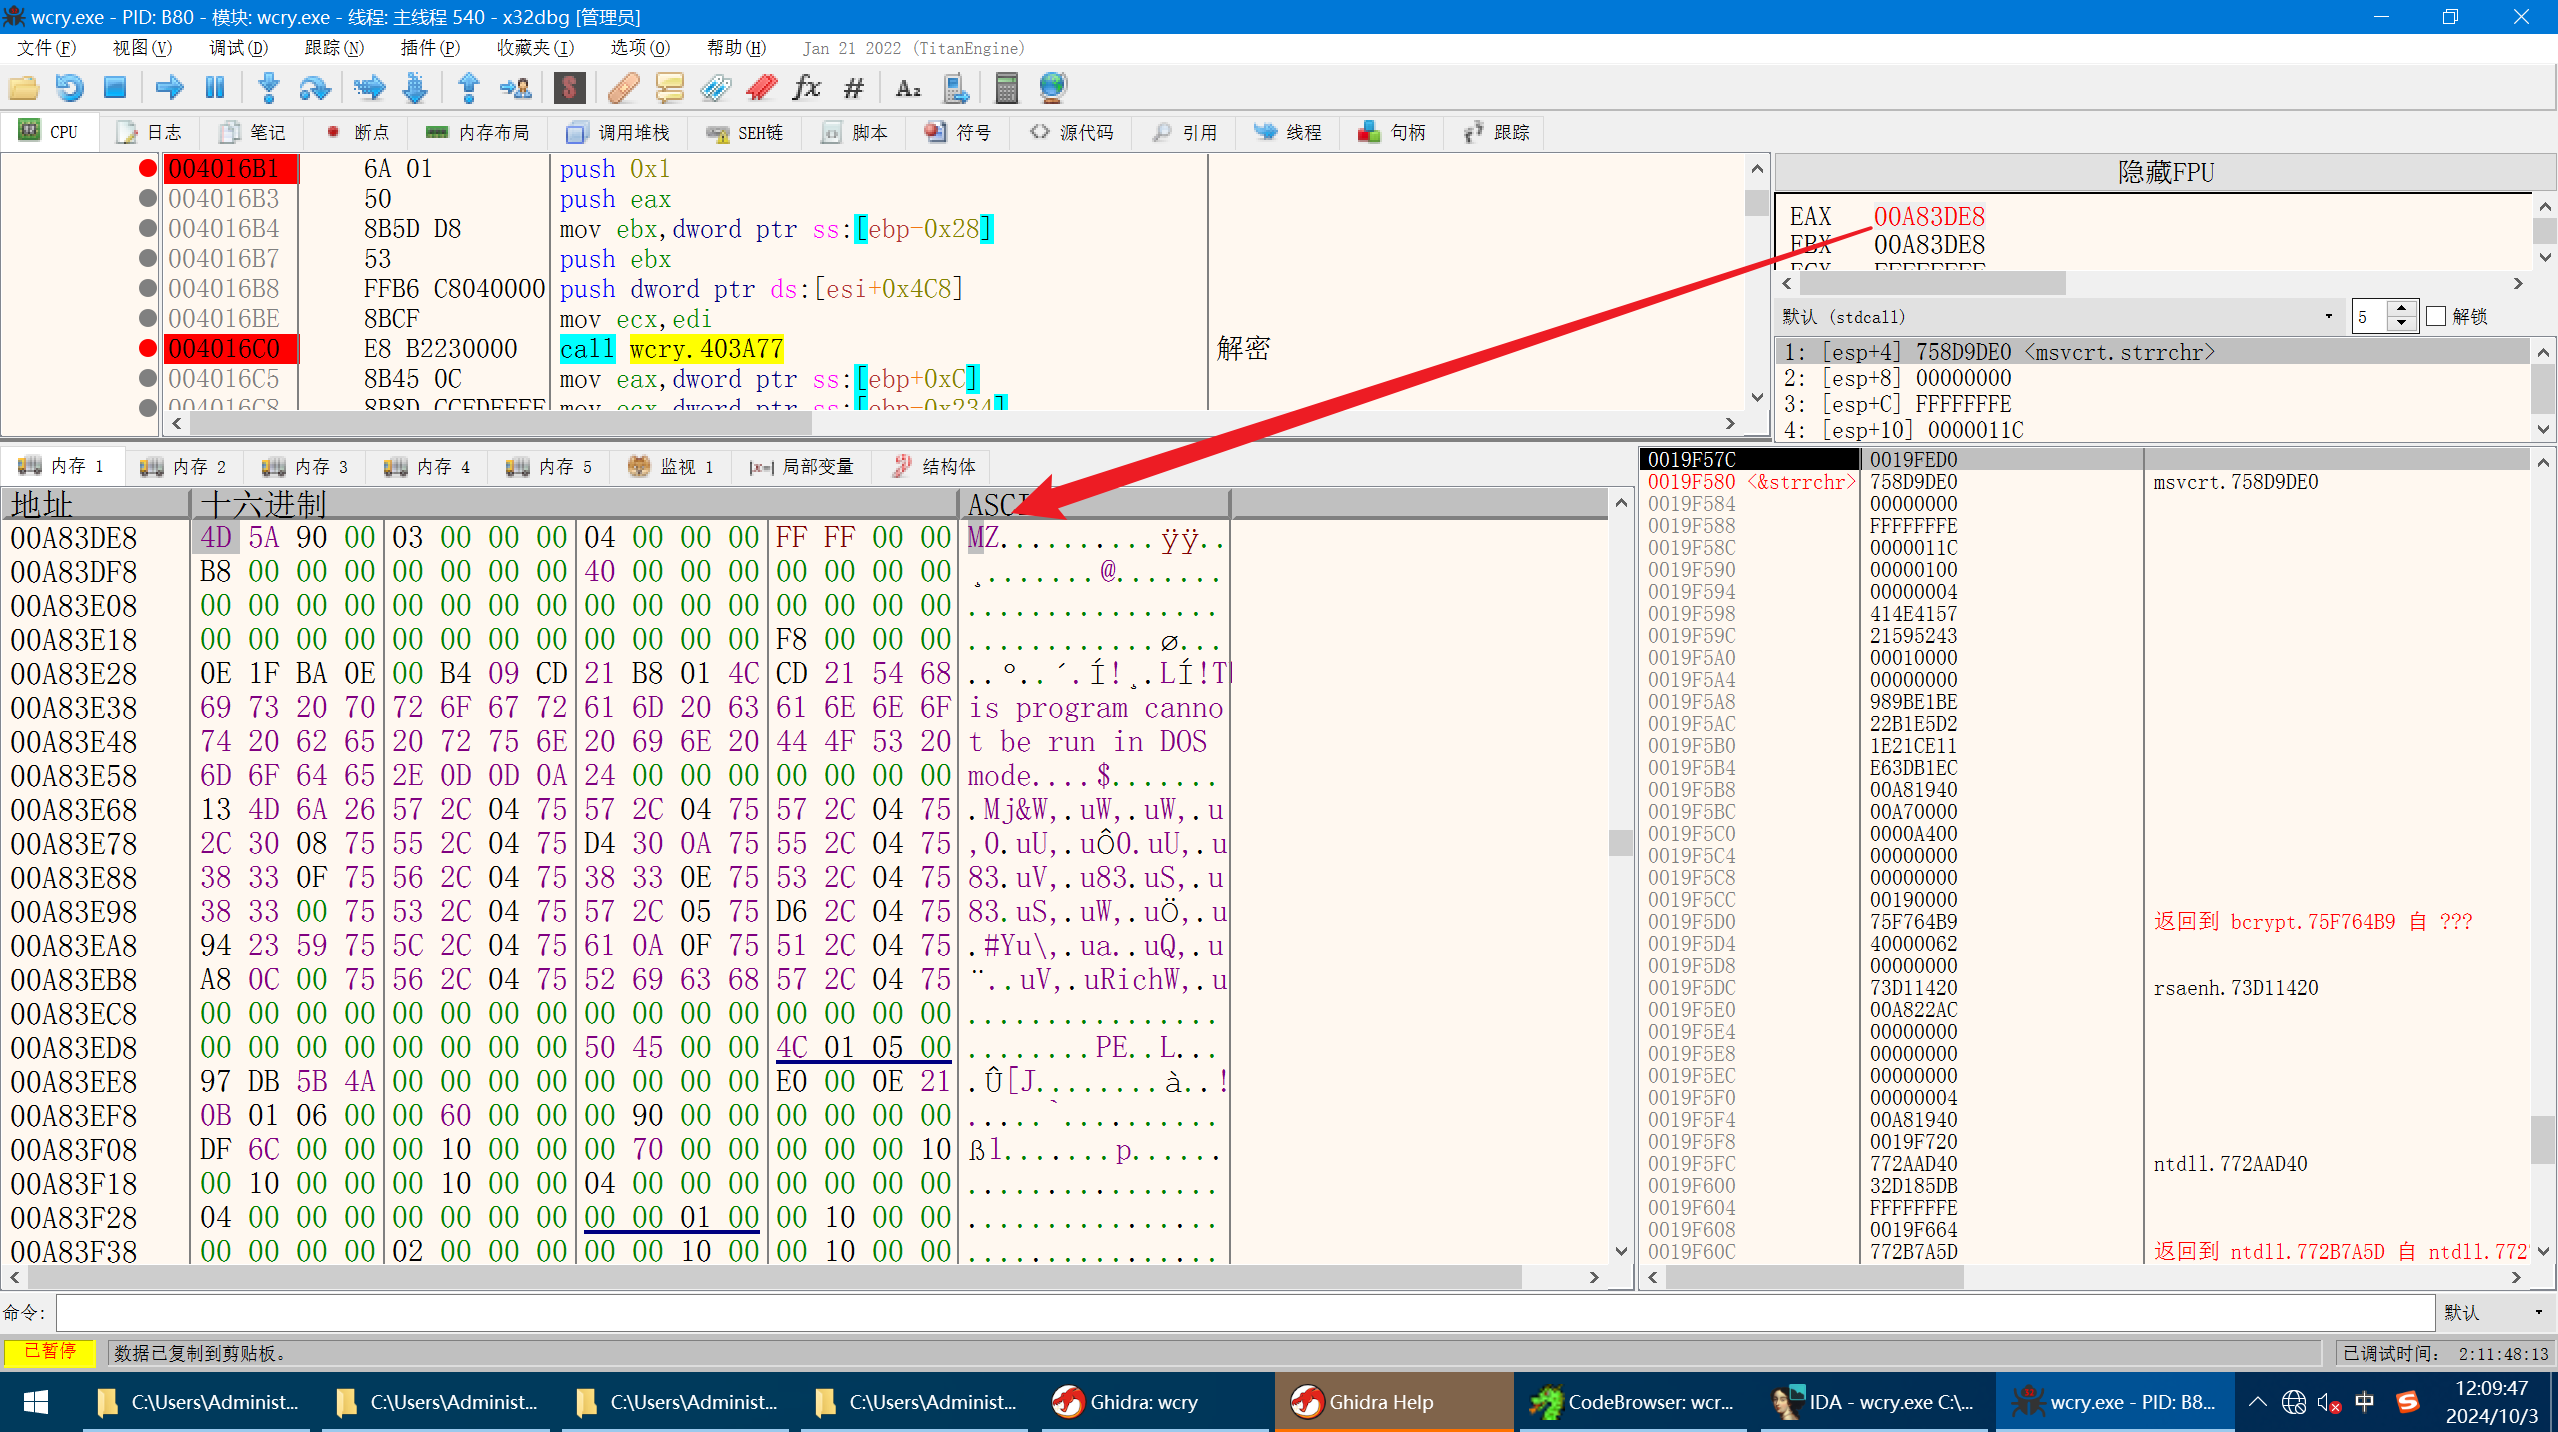 wcry.exe - PID: B80 - 模块: wcry.exe - 线程: 主线程 540 - x32dbg [管理员]
文件(F) 视图(V) 调试(D) 跟踪(N) 插件(P) 收藏夹(I) 选项(O) 帮助(H) Jan 21 2022 (TitanEngine)
CPU 日志 笔记 断点 内存布局 调用堆栈 SEH链 脚本 符号 源代码 引用 线程 句柄 跟踪
004016B1 6A 01 push 0x1
004016B3 50 push eax
004016B4 8B5D D8 mov ebx,dword ptr ss:[ebp-0x28]
004016B7 53 push ebx
004016B8 FFB6 C8040000 push dword ptr ds:[esi+0x4C8]
004016BE 8BCF mov ecx,edi
004016C0 E8 B2230000 call wcry.403A77 解密
004016C5 8B45 0C mov eax,dword ptr ss:[ebp+0xC]
004016C8 8B8D CCFDFFFF mov ecx,dword ptr ss:[ebp-0x234]
隐藏FPU
EAX 00A83DE8
EBX 00A83DE8
ECX FFFFFFFE
默认 (stdcall) 5 解锁
1: [esp+4] 758D9DE0 <msvcrt.strrchr>
2: [esp+8] 00000000
3: [esp+C] FFFFFFFE
4: [esp+10] 0000011C
内存 1 内存 2 内存 3 内存 4 内存 5 监视 1 局部变量 结构体
地址 十六进制 ASCI
00A83DE8 4D 5A 90 00 03 00 00 00 04 00 00 00 FF FF 00 00 MZ..........ÿÿ..
00A83DF8 B8 00 00 00 00 00 00 00 40 00 00 00 00 00 00 00 ¸.......@.......
00A83E08 00 00 00 00 00 00 00 00 00 00 00 00 00 00 00 00 ................
00A83E18 00 00 00 00 00 00 00 00 00 00 00 00 F8 00 00 00 ............ø...
00A83E28 0E 1F BA 0E 00 B4 09 CD 21 B8 01 4C CD 21 54 68 ..º..´.Í!¸.LÍ!T
00A83E38 69 73 20 70 72 6F 67 72 61 6D 20 63 61 6E 6E 6F is program canno
00A83E48 74 20 62 65 20 72 75 6E 20 69 6E 20 44 4F 53 20 t be run in DOS
00A83E58 6D 6F 64 65 2E 0D 0D 0A 24 00 00 00 00 00 00 00 mode....$.......
00A83E68 13 4D 6A 26 57 2C 04 75 57 2C 04 75 57 2C 04 75 .Mj&W,.uW,.uW,.u
00A83E78 2C 30 08 75 55 2C 04 75 D4 30 0A 75 55 2C 04 75 ,0.uU,.uÔ0.uU,.u
00A83E88 38 33 0F 75 56 2C 04 75 38 33 0E 75 53 2C 04 75 83.uV,.u83.uS,.u
00A83E98 38 33 00 75 53 2C 04 75 57 2C 05 75 D6 2C 04 75 83.uS,.uW,.uÖ,.u
00A83EA8 94 23 59 75 5C 2C 04 75 61 0A 0F 75 51 2C 04 75 .#Yu\,.ua..uQ,.u
00A83EB8 A8 0C 00 75 56 2C 04 75 52 69 63 68 57 2C 04 75 ¨..uV,.uRichW,.u
00A83EC8 00 00 00 00 00 00 00 00 00 00 00 00 00 00 00 00 ................
00A83ED8 00 00 00 00 00 00 00 00 50 45 00 00 4C 01 05 00 ........PE..L...
00A83EE8 97 DB 5B 4A 00 00 00 00 00 00 00 00 E0 00 0E 21 .Û[J........à..!
00A83EF8 0B 01 06 00 00 60 00 00 00 90 00 00 00 00 00 00 .....`..........
00A83F08 DF 6C 00 00 00 10 00 00 00 70 00 00 00 00 00 10 ßl.......p......
00A83F18 00 10 00 00 00 10 00 00 04 00 00 00 00 00 00 00 ................
00A83F28 04 00 00 00 00 00 00 00 00 00 01 00 00 10 00 00 ................
00A83F38 00 00 00 00 02 00 00 00 00 00 10 00 00 10 00 00 ................
0019F57C 0019FED0
0019F580 <&strrchr> 758D9DE0 msvcrt.758D9DE0
0019F584 00000000
0019F588 FFFFFFFE
0019F58C 0000011C
0019F590 00000100
0019F594 00000004
0019F598 414E4157
0019F59C 21595243
0019F5A0 00010000
0019F5A4 00000000
0019F5A8 989BE1BE
0019F5AC 22B1E5D2
0019F5B0 1E21CE11
0019F5B4 E63DB1EC
0019F5B8 00A81940
0019F5BC 00A70000
0019F5C0 0000A400
0019F5C4 00000000
0019F5C8 00000000
0019F5CC 00190000
0019F5D0 75F764B9 返回到 bcrypt.75F764B9 自 ???
0019F5D4 40000062
0019F5D8 00000000
0019F5DC 73D11420 rsaenh.73D11420
0019F5E0 00A822AC
0019F5E4 00000000
0019F5E8 00000000
0019F5EC 00000000
0019F5F0 00000004
0019F5F4 00A81940
0019F5F8 0019F720
0019F5FC 772AAD40 ntdll.772AAD40
0019F600 32D185DB
0019F604 FFFFFFFE
0019F608 0019F664
0019F60C 772B7A5D 返回到 ntdll.772B7A5D 自 ntdll.772
命令: 默认
已暂停 数据已复制到剪贴板。 已调试时间: 2:11:48:13
C:\Users\Administ... C:\Users\Administ... C:\Users\Administ... C:\Users\Administ... Ghidra: wcry Ghidra Help CodeBrowser: wcr... IDA - wcry.exe C:\... wcry.exe - PID: B8... 中 12:09:47
2024/10/3